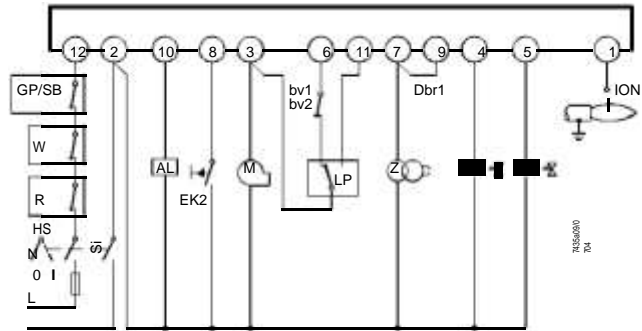 12 2 10 8 3 6 11 7 9 4 5 1
GP/SB
bv1
bv2
Dbr1
ION
W
AL
M
LP
Z
R
EK2
HS
Si
N
0 I
L
7435a09/0
704